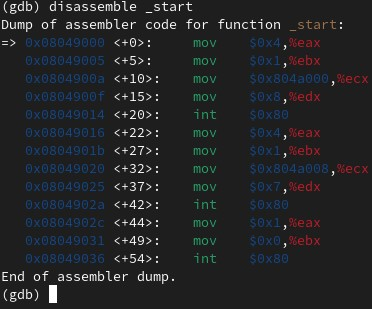 (gdb) disassemble _start
Dump of assembler code for function _start:
=> 0x08049000 <+0>:     mov    $0x4,%eax
0x08049005 <+5>:     mov    $0x1,%ebx
0x0804900a <+10>:    mov    $0x804a000,%ecx
0x0804900f <+15>:    mov    $0x8,%edx
0x08049014 <+20>:    int    $0x80
0x08049016 <+22>:    mov    $0x4,%eax
0x0804901b <+27>:    mov    $0x1,%ebx
0x08049020 <+32>:    mov    $0x804a008,%ecx
0x08049025 <+37>:    mov    $0x7,%edx
0x0804902a <+42>:    int    $0x80
0x0804902c <+44>:    mov    $0x1,%eax
0x08049031 <+49>:    mov    $0x0,%ebx
0x08049036 <+54>:    int    $0x80
End of assembler dump.
(gdb)